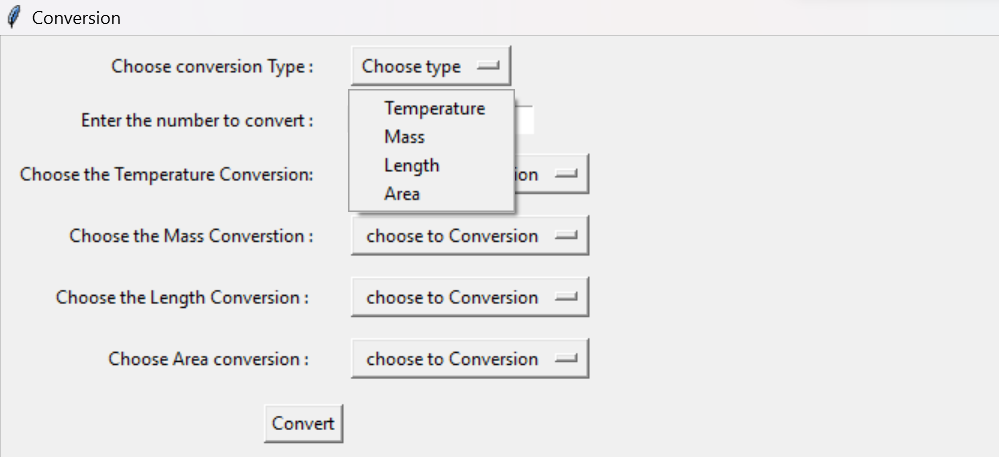 Conversion
Choose conversion Type : Choose type
Temperature
Enter the number to convert :
Mass
Length
Choose the Temperature Conversion:
Area
Choose the Mass Converstion : choose to Conversion
Choose the Length Conversion : choose to Conversion
Choose Area conversion : choose to Conversion
Convert